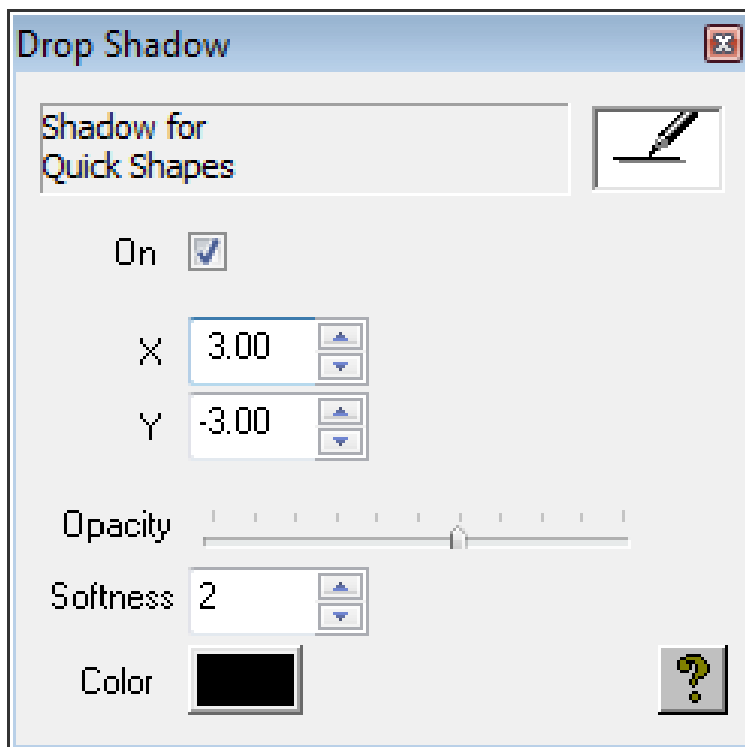 Drop Shadow
Shadow for
Quick Shapes
On
X 3.00
Y -3.00
Opacity
Softness 2
Color ?